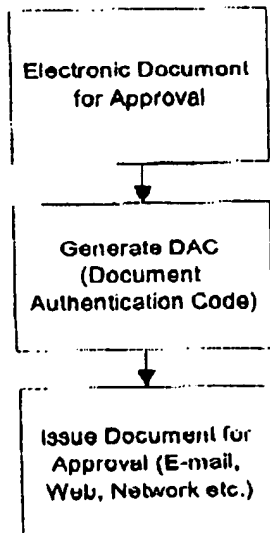 Electronic Document
for Approval
Generate DAC
(Document
Authentication Code)
Issue Document for
Approval (E-mail,
Web, Network etc.)